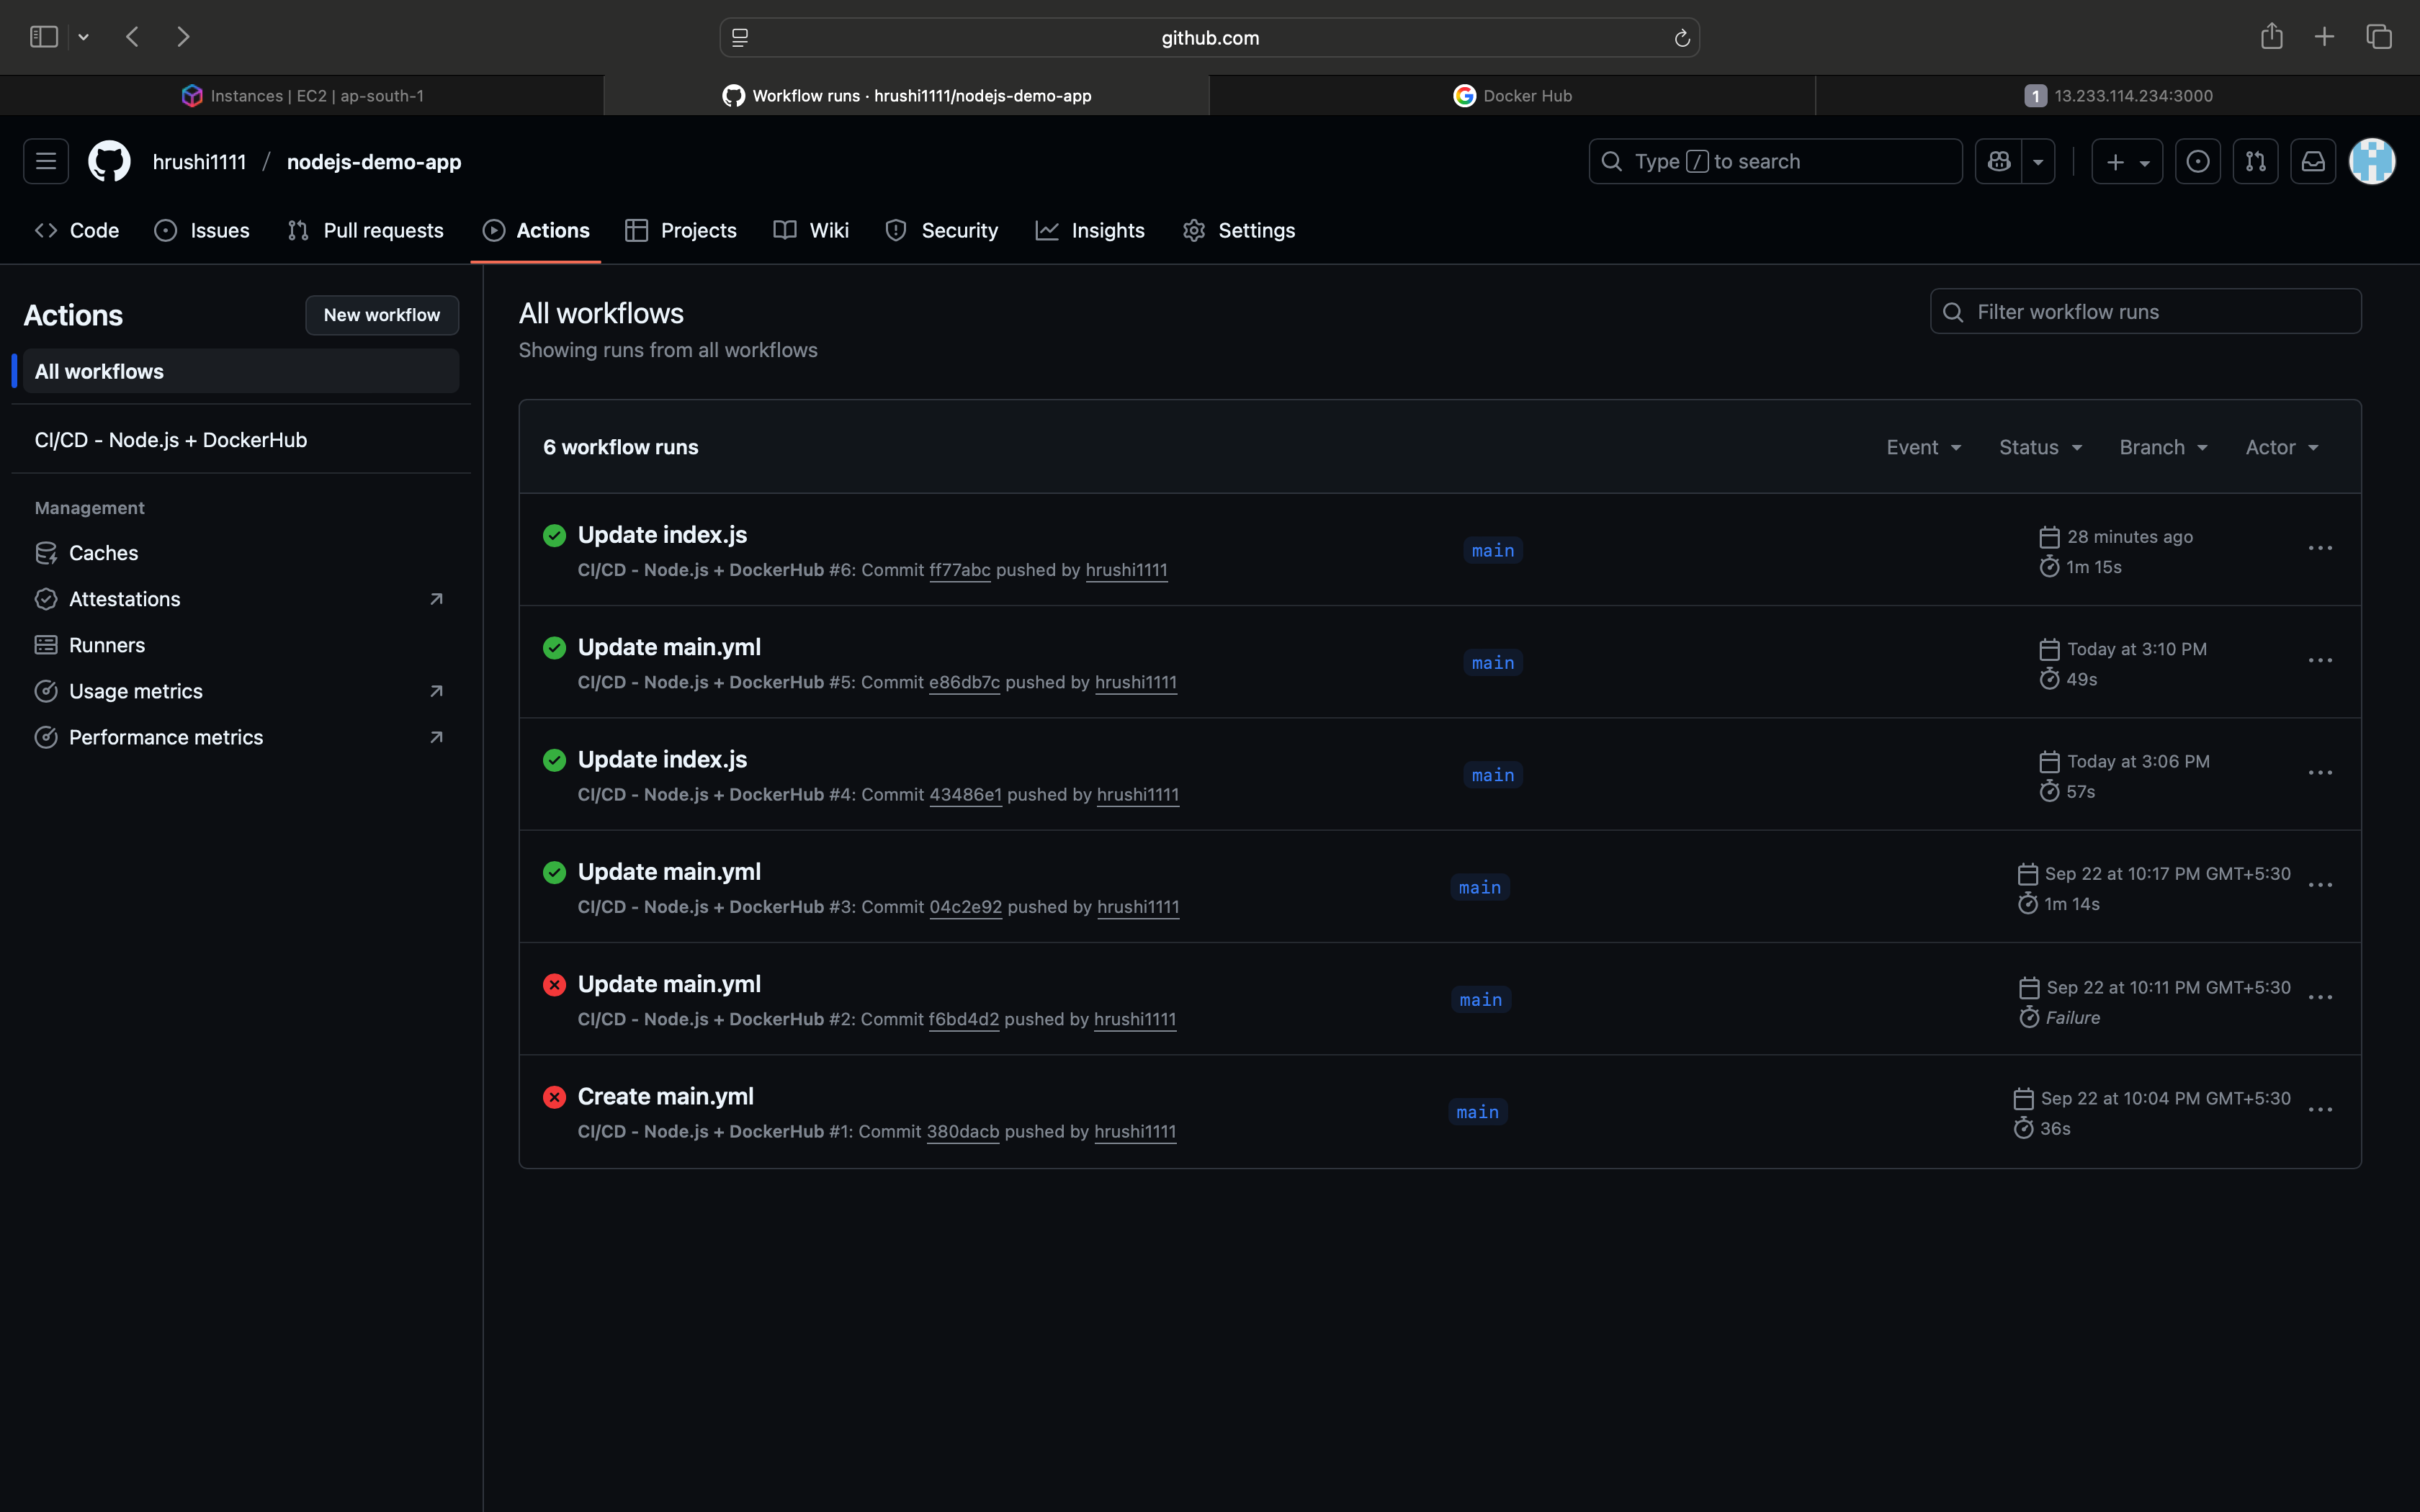 github.com
Instances | EC2 | ap-south-1
Workflow runs · hrushi1111/nodejs-demo-app
Docker Hub
1 13.233.114.234:3000
hrushi1111 / nodejs-demo-app
Type / to search
Code
Issues
Pull requests
Actions
Projects
Wiki
Security
Insights
Settings
Actions
New workflow
All workflows
CI/CD - Node.js + DockerHub
Management
Caches
Attestations
Runners
Usage metrics
Performance metrics
All workflows
Showing runs from all workflows
Filter workflow runs
6 workflow runs
Event
Status
Branch
Actor
Update index.js
CI/CD - Node.js + DockerHub #6: Commit ff77abc pushed by hrushi1111
main
28 minutes ago
1m 15s
Update main.yml
CI/CD - Node.js + DockerHub #5: Commit e86db7c pushed by hrushi1111
main
Today at 3:10 PM
49s
Update index.js
CI/CD - Node.js + DockerHub #4: Commit 43486e1 pushed by hrushi1111
main
Today at 3:06 PM
57s
Update main.yml
CI/CD - Node.js + DockerHub #3: Commit 04c2e92 pushed by hrushi1111
main
Sep 22 at 10:17 PM GMT+5:30
1m 14s
Update main.yml
CI/CD - Node.js + DockerHub #2: Commit f6bd4d2 pushed by hrushi1111
main
Sep 22 at 10:11 PM GMT+5:30
Failure
Create main.yml
CI/CD - Node.js + DockerHub #1: Commit 380dacb pushed by hrushi1111
main
Sep 22 at 10:04 PM GMT+5:30
36s